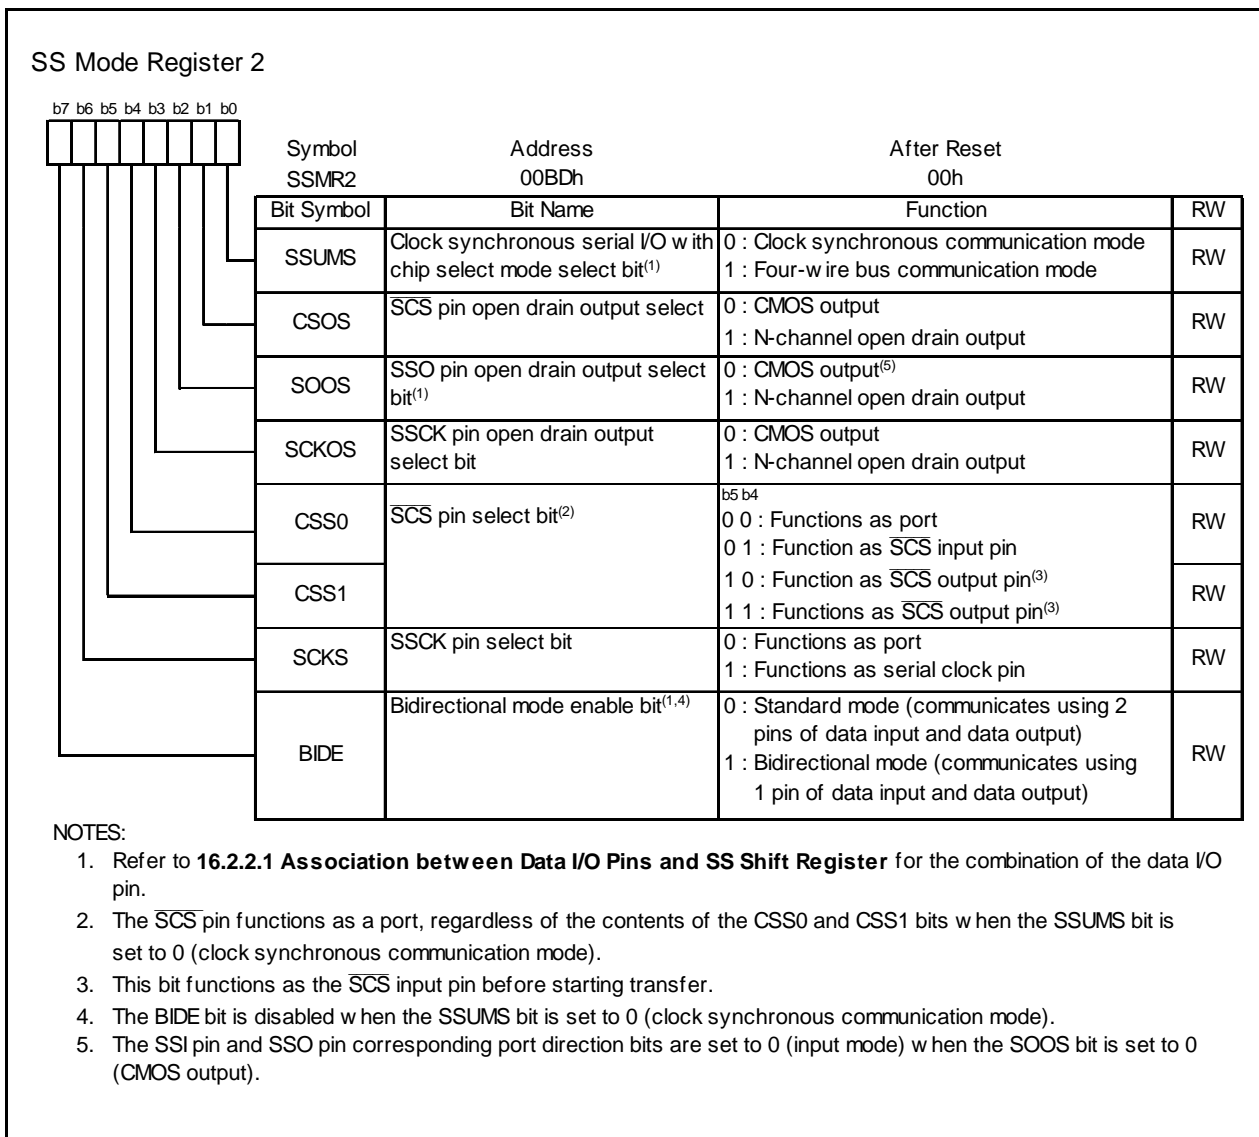 SS Mode Register 2
b7 b6 b5 b4 b3 b2 b1 b0
Symbol Address After Reset
SSMR2 00BDh 00h
Bit Symbol Bit Name Function RW
SSUMS Clock synchronous serial I/O with chip select mode select bit(1) 0 : Clock synchronous communication mode
1 : Four-wire bus communication mode RW
CSOS SCS pin open drain output select 0 : CMOS output
1 : N-channel open drain output RW
SOOS SSO pin open drain output select bit(1) 0 : CMOS output(5)
1 : N-channel open drain output RW
SCKOS SSCK pin open drain output select bit 0 : CMOS output
1 : N-channel open drain output RW
CSS0 SCS pin select bit(2) b5 b4
0 0 : Functions as port
0 1 : Function as SCS input pin RW
CSS1 1 0 : Function as SCS output pin(3)
1 1 : Functions as SCS output pin(3) RW
SCKS SSCK pin select bit 0 : Functions as port
1 : Functions as serial clock pin RW
BIDE Bidirectional mode enable bit(1,4) 0 : Standard mode (communicates using 2
pins of data input and data output)
1 : Bidirectional mode (communicates using
1 pin of data input and data output) RW
NOTES:
1. Refer to 16.2.2.1 Association between Data I/O Pins and SS Shift Register for the combination of the data I/O
pin.
2. The SCS pin functions as a port, regardless of the contents of the CSS0 and CSS1 bits when the SSUMS bit is
set to 0 (clock synchronous communication mode).
3. This bit functions as the SCS input pin before starting transfer.
4. The BIDE bit is disabled when the SSUMS bit is set to 0 (clock synchronous communication mode).
5. The SSI pin and SSO pin corresponding port direction bits are set to 0 (input mode) when the SOOS bit is set to 0
(CMOS output).